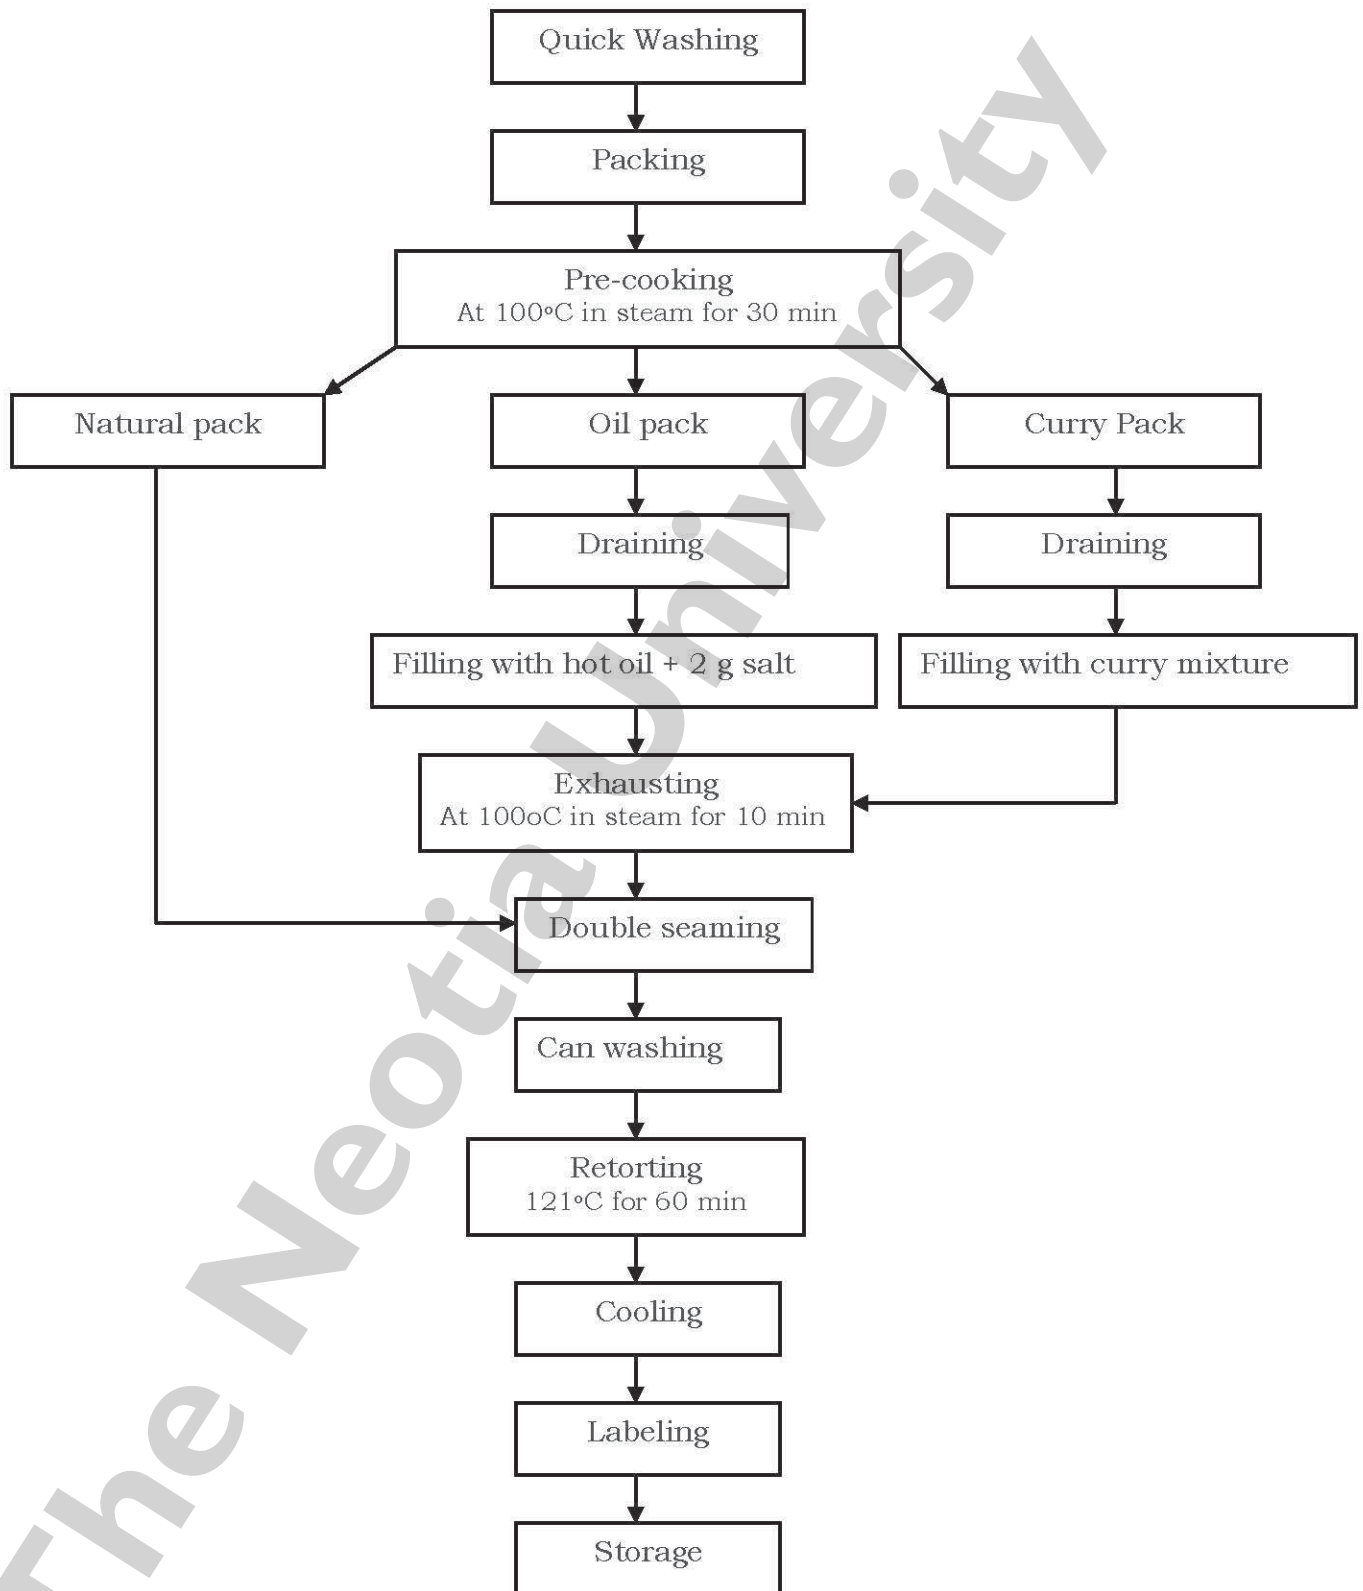 Quick Washing
Packing
Pre-cooking
At 100°C in steam for 30 min
Natural pack
Oil pack
Curry Pack
Draining
Draining
Filling with hot oil + 2 g salt
Filling with curry mixture
Exhausting
At 100oC in steam for 10 min
Double seaming
Can washing
Retorting
121°C for 60 min
Cooling
Labeling
Storage
The Neotia University